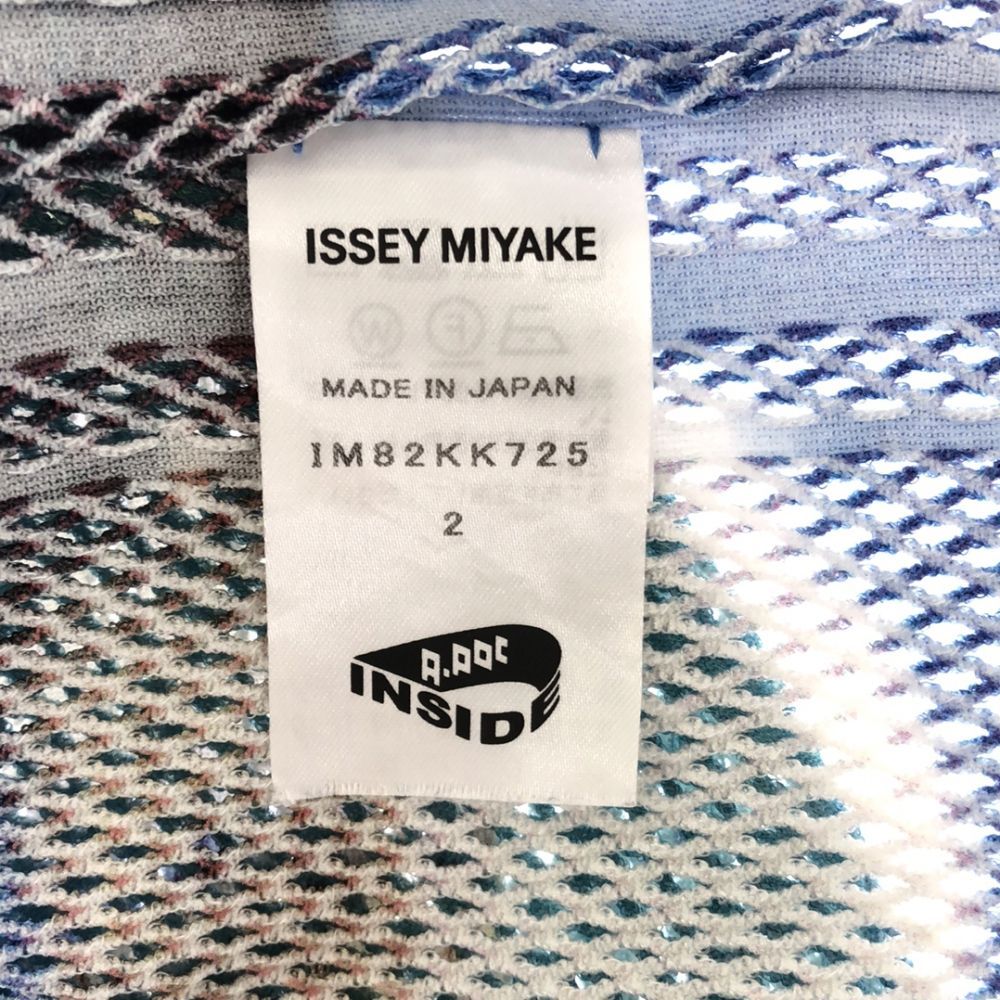 ISSEY MIYAKE
MADE IN JAPAN
IM82KK725
2
A.POC
INSIDE